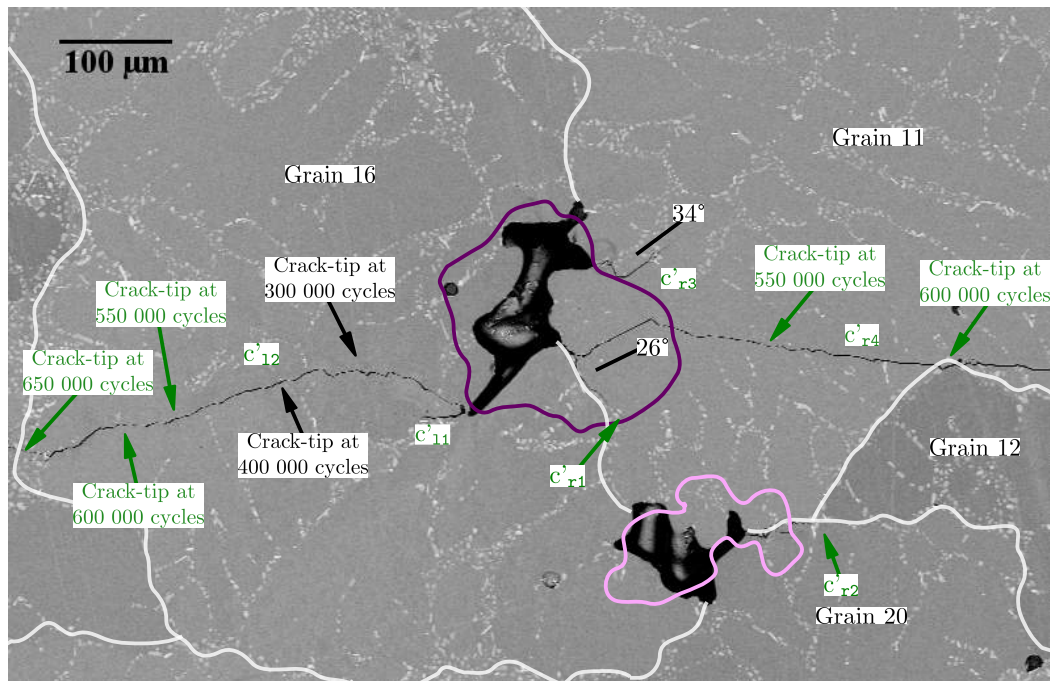 100 μm
Grain 11
Grain 16
34°
Crack-tip at
300 000 cycles
Crack-tip at
550 000 cycles
Crack-tip at
600 000 cycles
c'r3
Crack-tip at
550 000 cycles
c'l2
c'r4
26°
Crack-tip at
650 000 cycles
c'l1
Crack-tip at
400 000 cycles
Grain 12
c'r1
Crack-tip at
600 000 cycles
c'r2
Grain 20